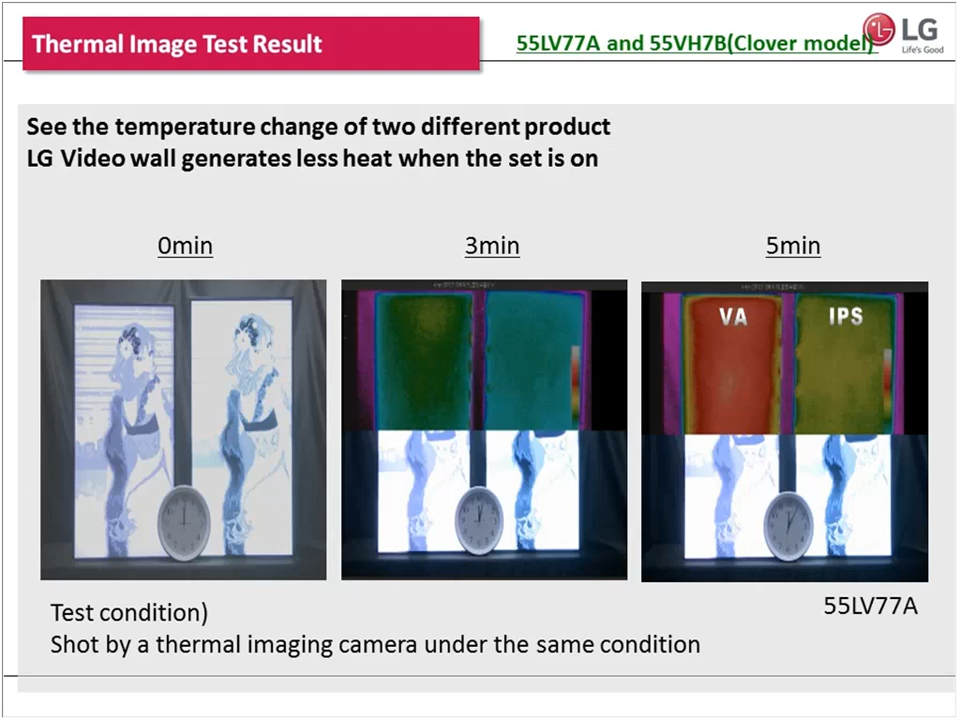 Thermal Image Test Result
55LV77A and 55VH7B(Clover model)
LG
Life's Good
See the temperature change of two different product
LG Video wall generates less heat when the set is on
0min
3min
5min
VA
IPS
55LV77A
Test condition)
Shot by a thermal imaging camera under the same condition